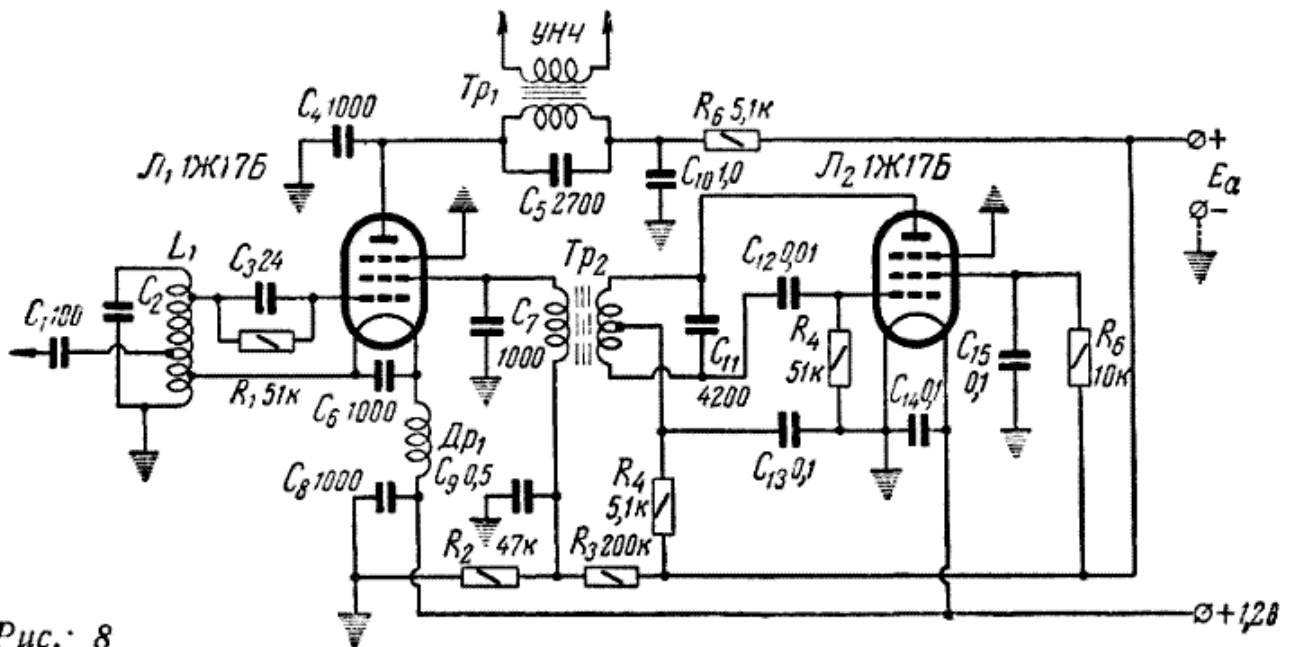 УНЧ
Тр₁
C₄ 1000
R₆ 5,1к
+
Eа
−
Л₁ 1Ж17Б
C₅ 2700
C₁₀ 1,0
Л₂ 1Ж17Б
L₁
C₂
C₃ 24
C₁ 100
R₁ 51к
C₆ 1000
C₇ 1000
Тр₂
C₁₁ 4200
C₁₂ 0,01
R₄ 51к
C₁₃ 0,1
C₁₄ 0,1
C₁₅ 0,1
R₆ 10к
Др₁
C₈ 1000
C₉ 0,5
R₂ 47к
R₃ 200к
R₄ 5,1к
+1,2в
Рис.: 8